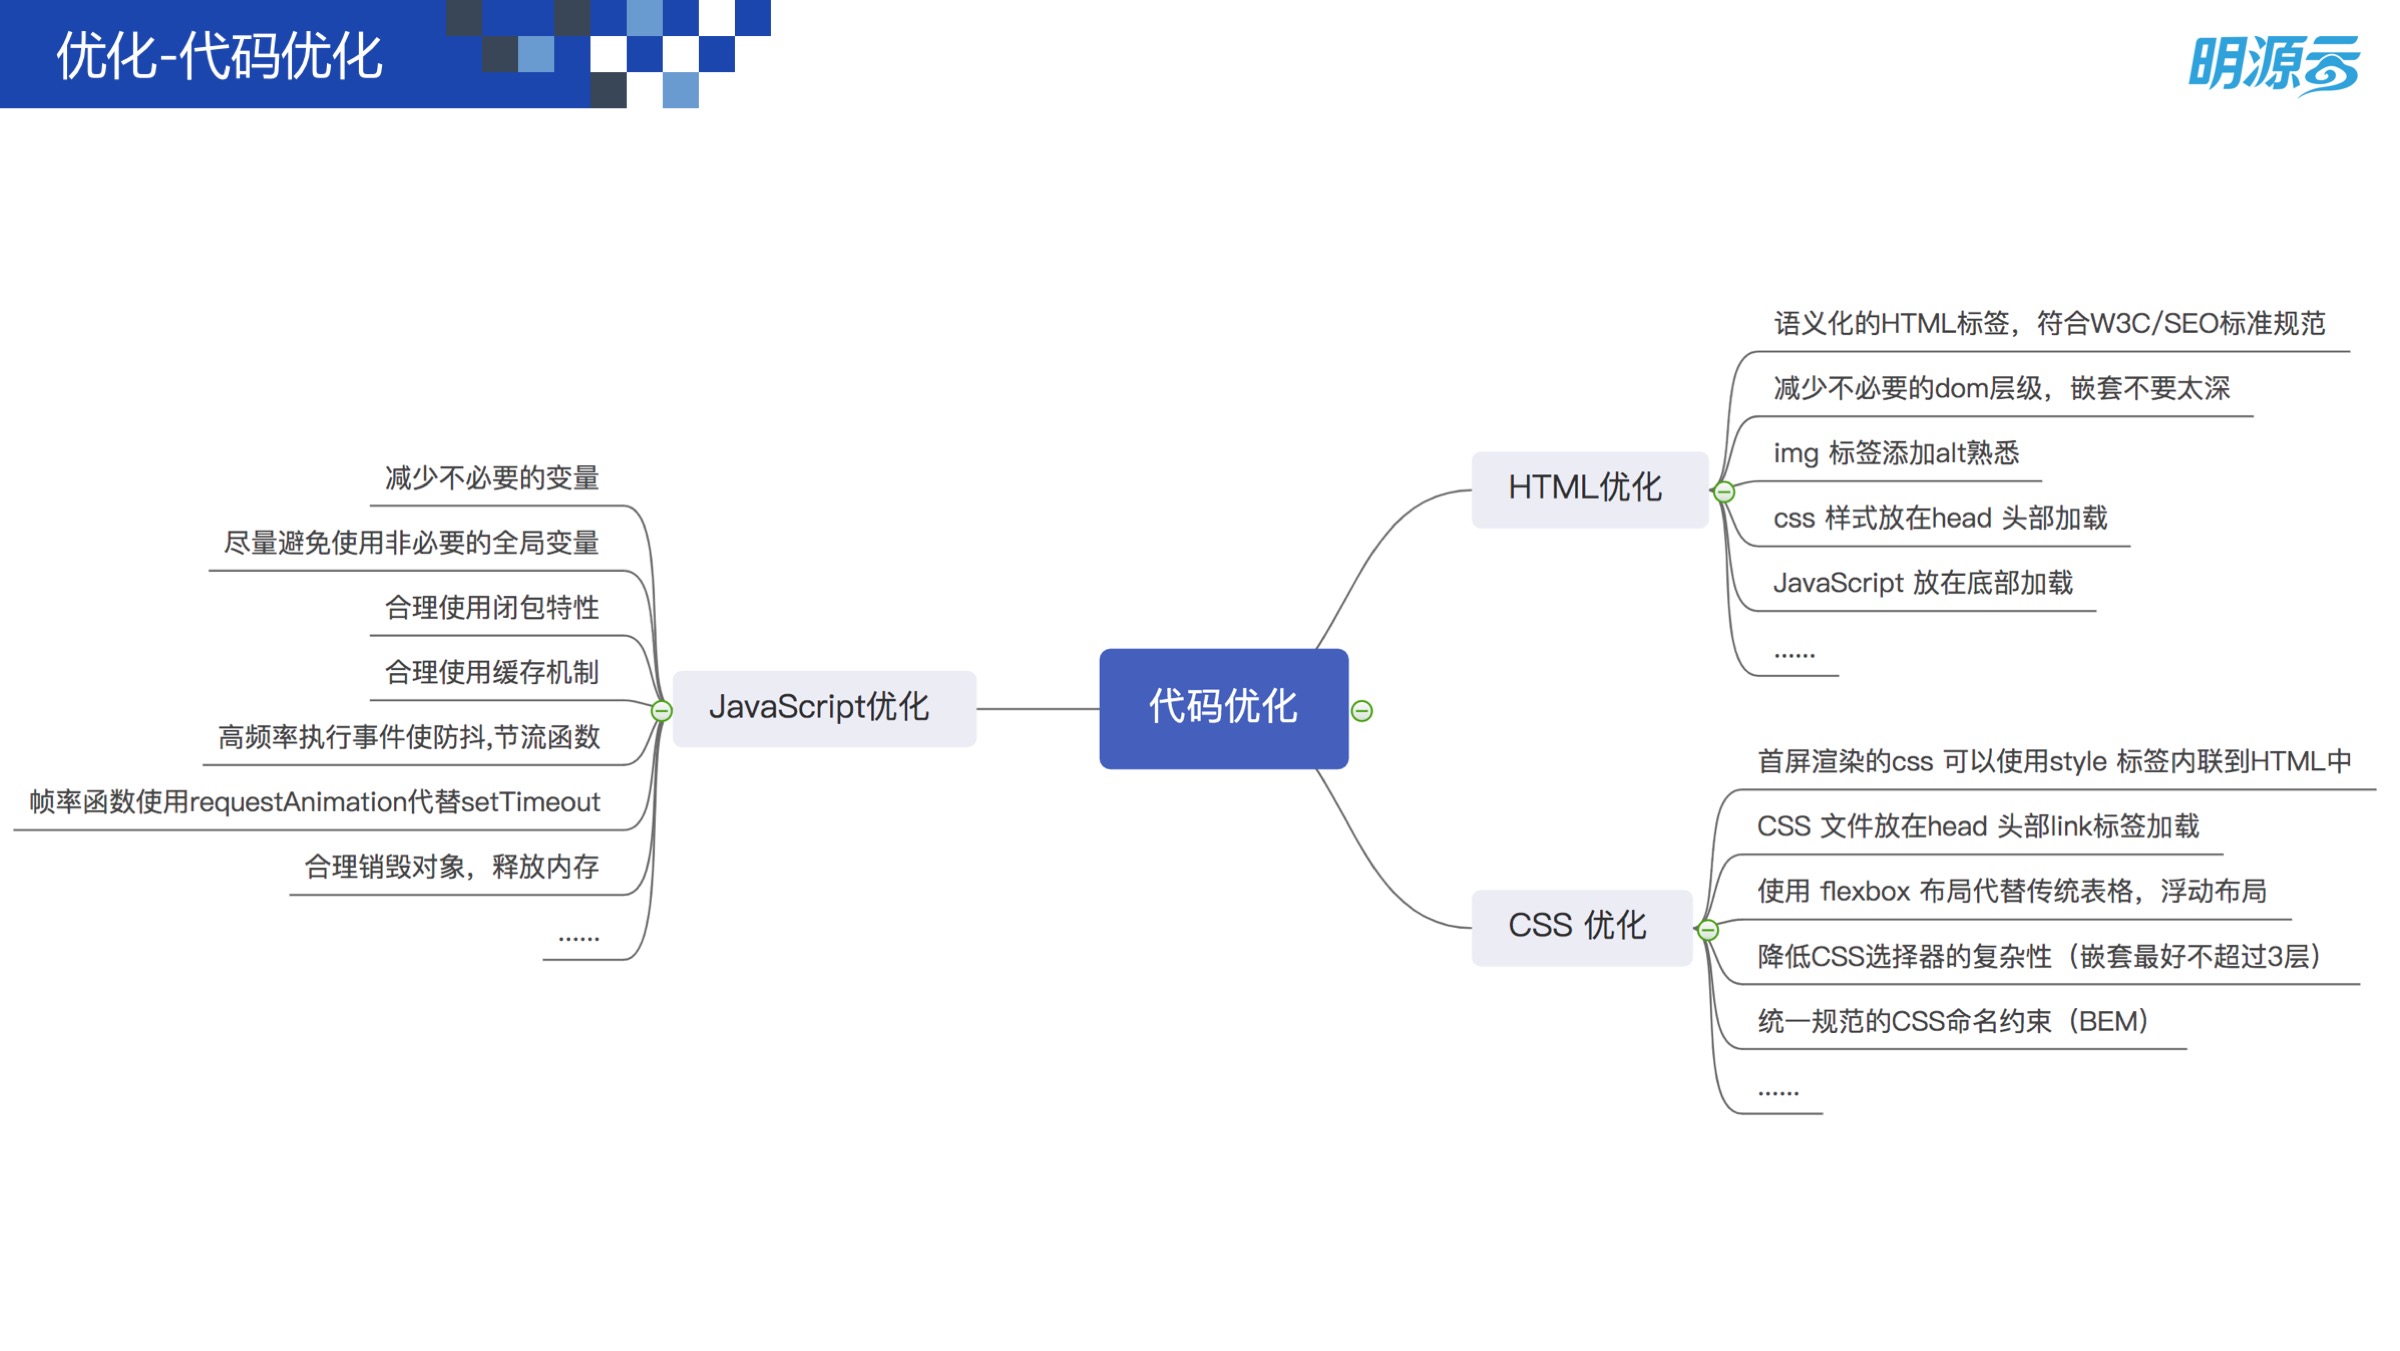 优化-代码优化
明源云
减少不必要的变量
尽量避免使用非必要的全局变量
合理使用闭包特性
合理使用缓存机制
高频率执行事件使防抖,节流函数
帧率函数使用requestAnimation代替setTimeout
合理销毁对象，释放内存
......
JavaScript优化
代码优化
HTML优化
语义化的HTML标签，符合W3C/SEO标准规范
减少不必要的dom层级，嵌套不要太深
img 标签添加alt熟悉
css 样式放在head 头部加载
JavaScript 放在底部加载
......
CSS 优化
首屏渲染的css 可以使用style 标签内联到HTML中
CSS 文件放在head 头部link标签加载
使用 flexbox 布局代替传统表格，浮动布局
降低CSS选择器的复杂性（嵌套最好不超过3层）
统一规范的CSS命名约束（BEM）
......